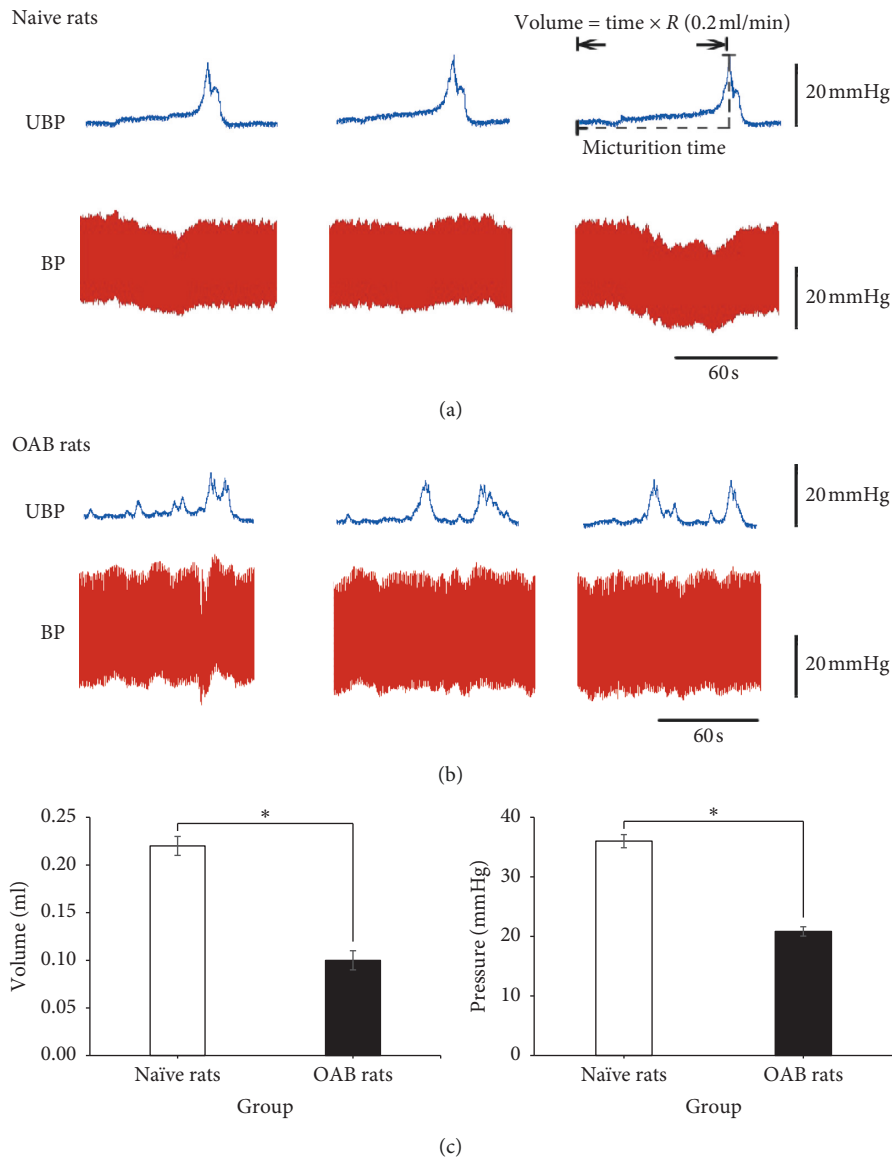 Naive rats
Volume = time × R (0.2 ml/min)
UBP
20 mmHg
Micturition time
BP
20 mmHg
60 s
(a)
OAB rats
UBP
20 mmHg
BP
20 mmHg
60 s
(b)
Volume (ml)
0.25
0.20
0.15
0.10
0.05
0.00
*
Naïve rats
OAB rats
Group
Pressure (mmHg)
40
30
20
10
0
*
Naïve rats
OAB rats
Group
(c)